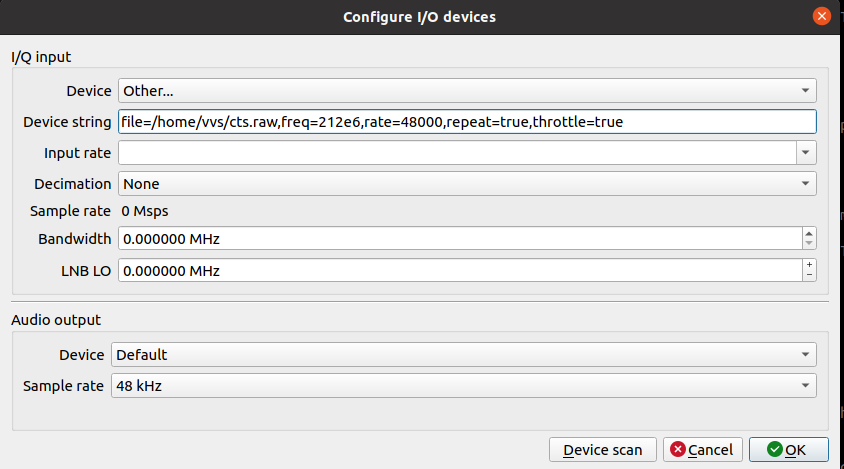 Configure I/O devices
I/Q input
Device Other...
Device string file=/home/vvs/cts.raw,freq=212e6,rate=48000,repeat=true,throttle=true
Input rate
Decimation None
Sample rate 0 Msps
Bandwidth 0.000000 MHz
LNB LO 0.000000 MHz
Audio output
Device Default
Sample rate 48 kHz
Device scan Cancel OK